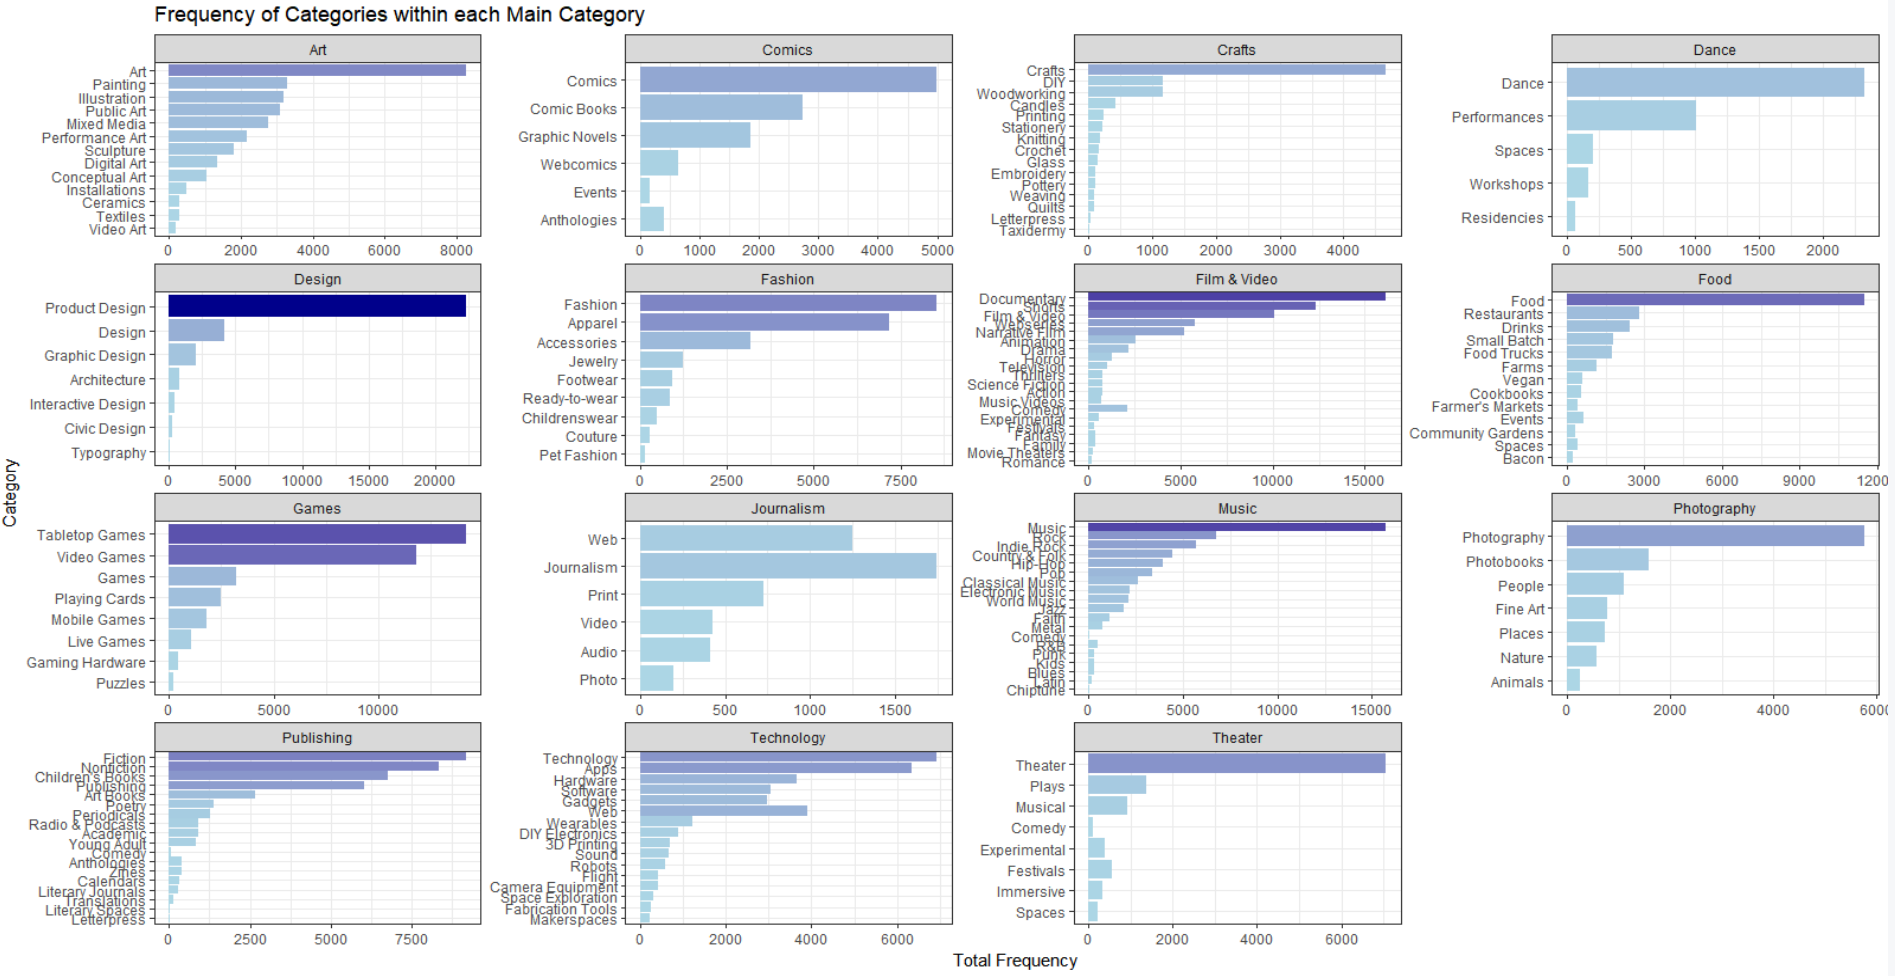 Frequency of Categories within each Main Category
Art
Art
Painting
Illustration
Public Art
Mixed Media
Performance Art
Sculpture
Digital Art
Conceptual Art
Installations
Ceramics
Textiles
Video Art
0 2000 4000 6000 8000
Comics
Comics
Comic Books
Graphic Novels
Webcomics
Events
Anthologies
0 1000 2000 3000 4000 5000
Crafts
Crafts
DIY
Woodworking
Candles
Printing
Stationery
Knitting
Crochet
Glass
Embroidery
Pottery
Weaving
Quilts
Letterpress
Taxidermy
0 1000 2000 3000 4000
Dance
Dance
Performances
Spaces
Workshops
Residencies
0 500 1000 1500 2000
Design
Product Design
Design
Graphic Design
Architecture
Interactive Design
Civic Design
Typography
0 5000 10000 15000 20000
Fashion
Fashion
Apparel
Accessories
Jewelry
Footwear
Ready-to-wear
Childrenswear
Couture
Pet Fashion
0 2500 5000 7500
Film & Video
Documentary
Shorts
Film & Video
Webseries
Narrative Film
Animation
Drama
Horror
Television
Thrillers
Science Fiction
Action
Music Videos
Comedy
Experimental
Festivals
Fantasy
Family
Movie Theaters
Romance
0 5000 10000 15000
Food
Food
Restaurants
Drinks
Small Batch
Food Trucks
Farms
Vegan
Cookbooks
Farmer's Markets
Events
Community Gardens
Spaces
Bacon
0 3000 6000 9000 1200
Games
Tabletop Games
Video Games
Games
Playing Cards
Mobile Games
Live Games
Gaming Hardware
Puzzles
0 5000 10000
Journalism
Web
Journalism
Print
Video
Audio
Photo
0 500 1000 1500
Music
Music
Rock
Indie Rock
Country & Folk
Hip-Hop
Pop
Classical Music
Electronic Music
World Music
Jazz
Faith
Metal
Comedy
R&B
Punk
Kids
Blues
Latin
Chiptune
0 5000 10000 15000
Photography
Photography
Photobooks
People
Fine Art
Places
Nature
Animals
0 2000 4000 6000
Publishing
Fiction
Nonfiction
Children's Books
Publishing
Art Books
Poetry
Periodicals
Radio & Podcasts
Academic
Young Adult
Comedy
Anthologies
Zines
Calendars
Literary Journals
Translations
Literary Spaces
Letterpress
0 2500 5000 7500
Technology
Technology
Apps
Hardware
Software
Gadgets
Web
Wearables
DIY Electronics
3D Printing
Sound
Robots
Flight
Camera Equipment
Space Exploration
Fabrication Tools
Makerspaces
0 2000 4000 6000
Theater
Theater
Plays
Musical
Comedy
Experimental
Festivals
Immersive
Spaces
0 2000 4000 6000
Category
Total Frequency